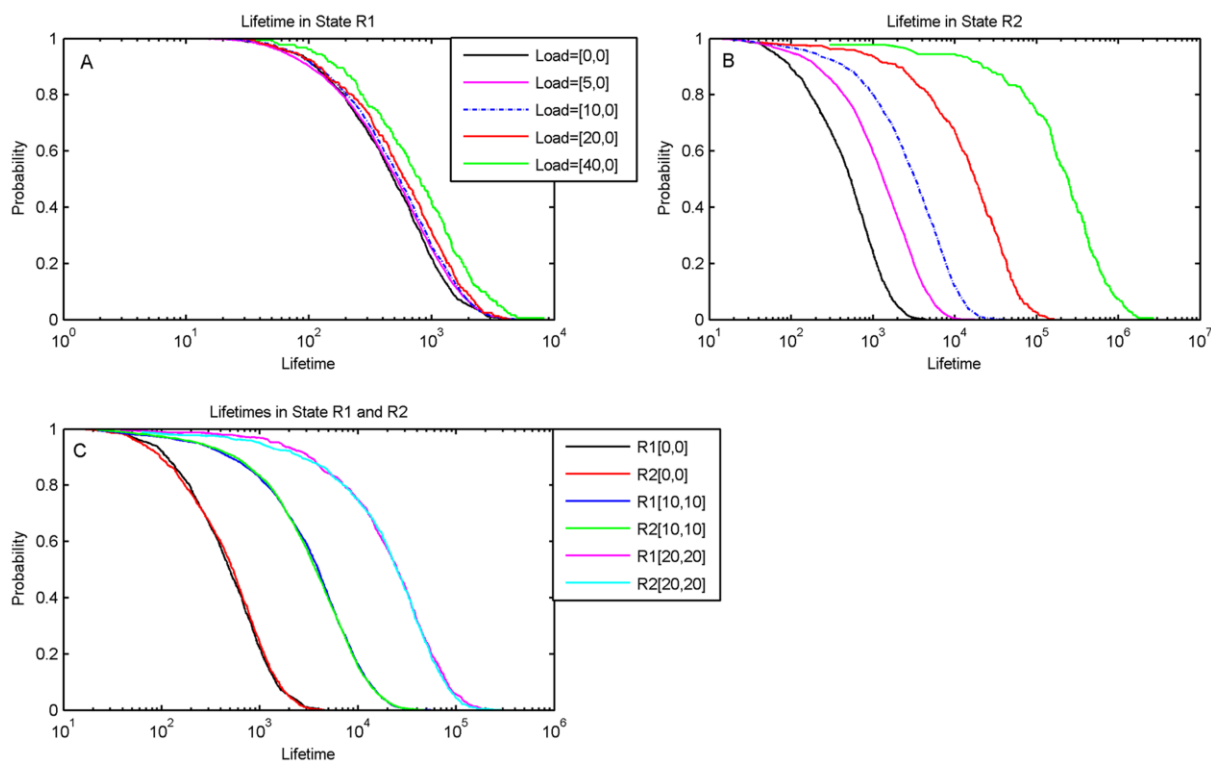 Lifetime in State R1
A
Probability
1
0.8
0.6
0.4
0.2
0
10^0
10^1
10^2
10^3
10^4
Lifetime
Load=[0,0]
Load=[5,0]
Load=[10,0]
Load=[20,0]
Load=[40,0]
Lifetime in State R2
B
Probability
1
0.8
0.6
0.4
0.2
0
10^1
10^2
10^3
10^4
10^5
10^6
10^7
Lifetime
Lifetimes in State R1 and R2
C
Probability
1
0.8
0.6
0.4
0.2
0
10^1
10^2
10^3
10^4
10^5
10^6
Lifetime
R1[0,0]
R2[0,0]
R1[10,10]
R2[10,10]
R1[20,20]
R2[20,20]